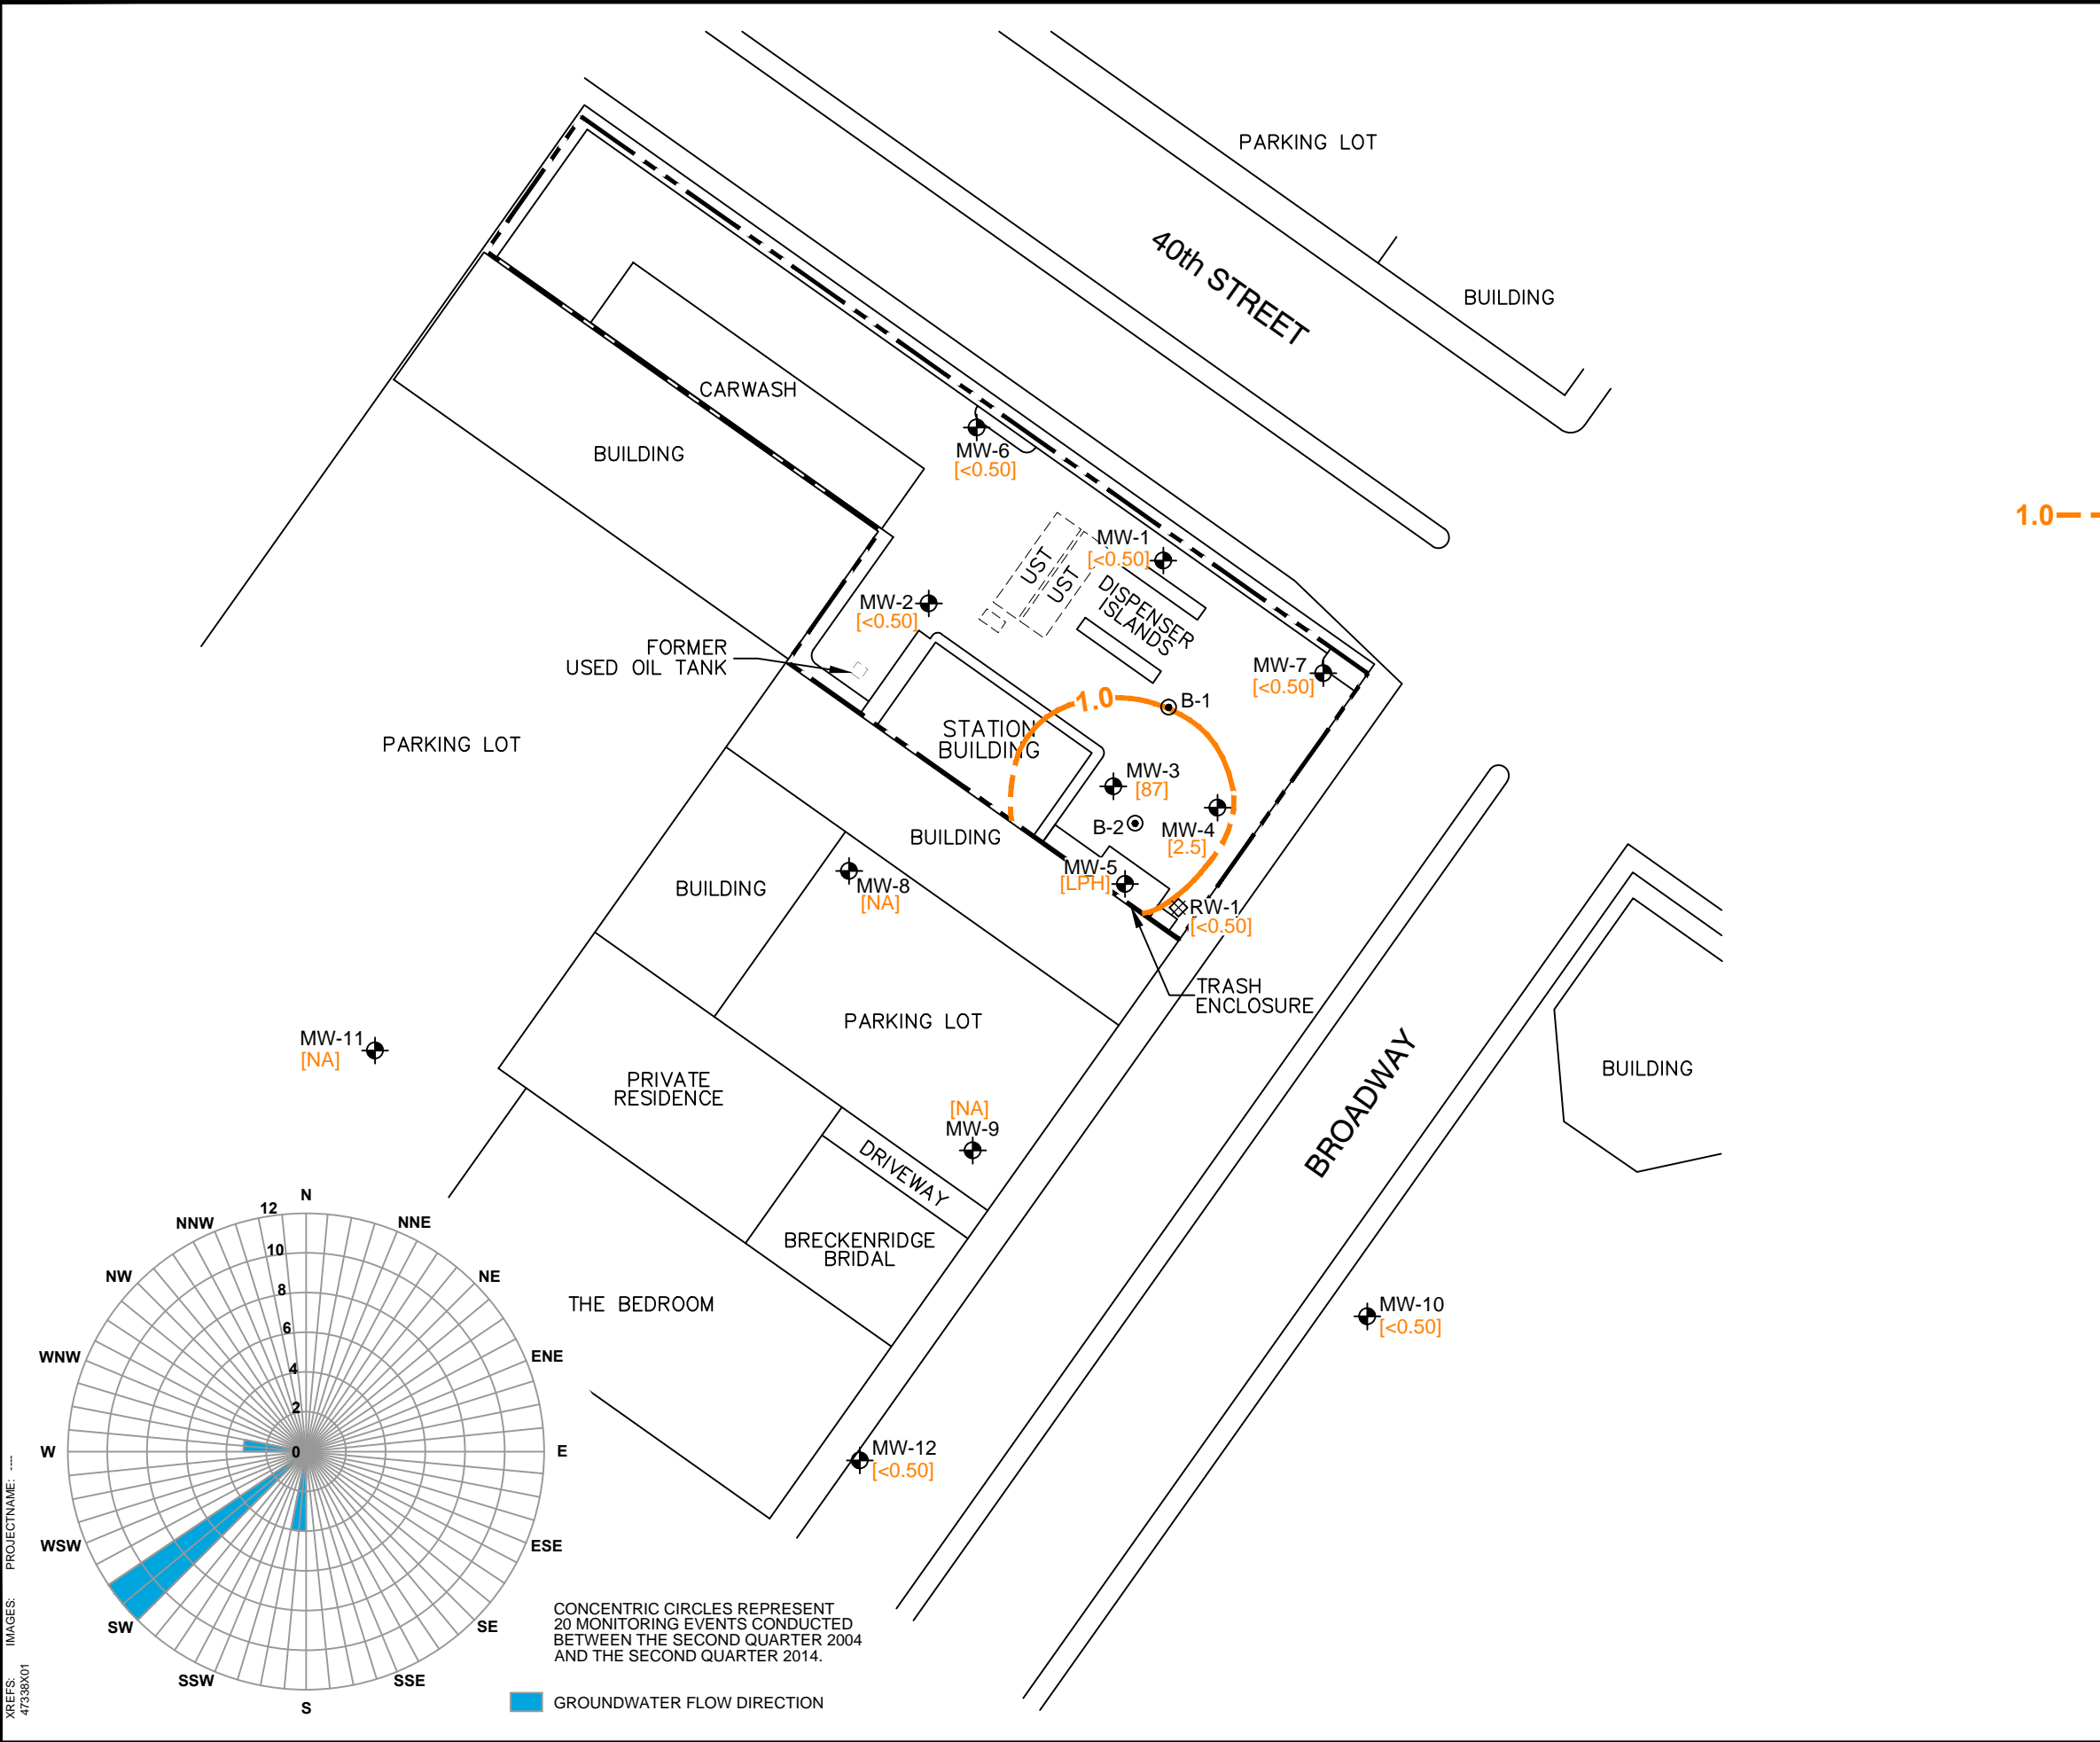 PARKING LOT
40th STREET
BUILDING
1.0
CARWASH
BUILDING
MW-6
[<0.50]
MW-1
[<0.50]
UST
UST
DISPENSER
ISLANDS
MW-2
[<0.50]
FORMER
USED OIL TANK
MW-7
[<0.50]
1.0
B-1
STATION
BUILDING
PARKING LOT
MW-3
[87]
B-2
MW-4
[2.5]
BUILDING
MW-5
[LPH]
BUILDING
MW-8
[NA]
RW-1
[<0.50]
TRASH
ENCLOSURE
PARKING LOT
MW-11
[NA]
BROADWAY
BUILDING
PRIVATE
RESIDENCE
[NA]
MW-9
DRIVEWAY
BRECKENRIDGE
BRIDAL
THE BEDROOM
MW-10
[<0.50]
MW-12
[<0.50]
N
NNE
NE
ENE
E
ESE
SE
SSE
S
SSW
SW
WSW
W
WNW
NW
NNW
12
10
8
6
4
2
0
CONCENTRIC CIRCLES REPRESENT
20 MONITORING EVENTS CONDUCTED
BETWEEN THE SECOND QUARTER 2004
AND THE SECOND QUARTER 2014.
GROUNDWATER FLOW DIRECTION
XREFS: IMAGES: PROJECTNAME: ----
47338X01